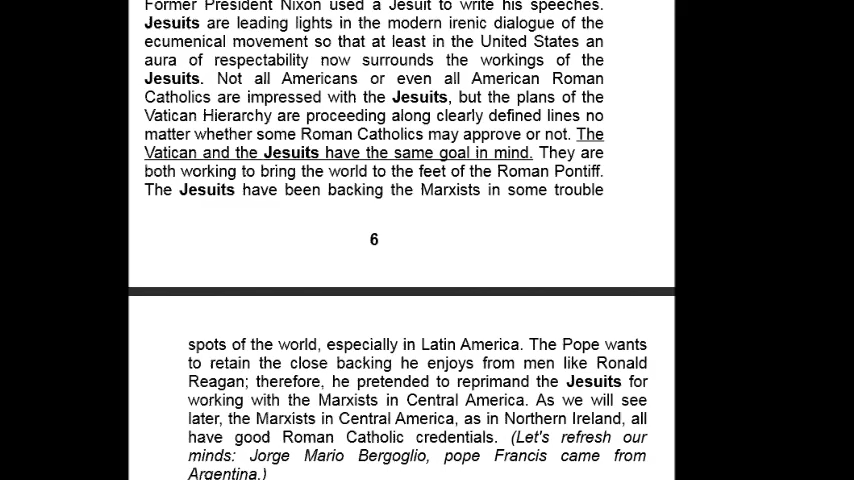 Former President Nixon used a Jesuit to write his speeches.
Jesuits are leading lights in the modern irenic dialogue of the
ecumenical movement so that at least in the United States an
aura of respectability now surrounds the workings of the
Jesuits. Not all Americans or even all American Roman
Catholics are impressed with the Jesuits, but the plans of the
Vatican Hierarchy are proceeding along clearly defined lines no
matter whether some Roman Catholics may approve or not. The
Vatican and the Jesuits have the same goal in mind. They are
both working to bring the world to the feet of the Roman Pontiff.
The Jesuits have been backing the Marxists in some trouble
6
spots of the world, especially in Latin America. The Pope wants
to retain the close backing he enjoys from men like Ronald
Reagan; therefore, he pretended to reprimand the Jesuits for
working with the Marxists in Central America. As we will see
later, the Marxists in Central America, as in Northern Ireland, all
have good Roman Catholic credentials. (Let's refresh our
minds: Jorge Mario Bergoglio, pope Francis came from
Argentina.)